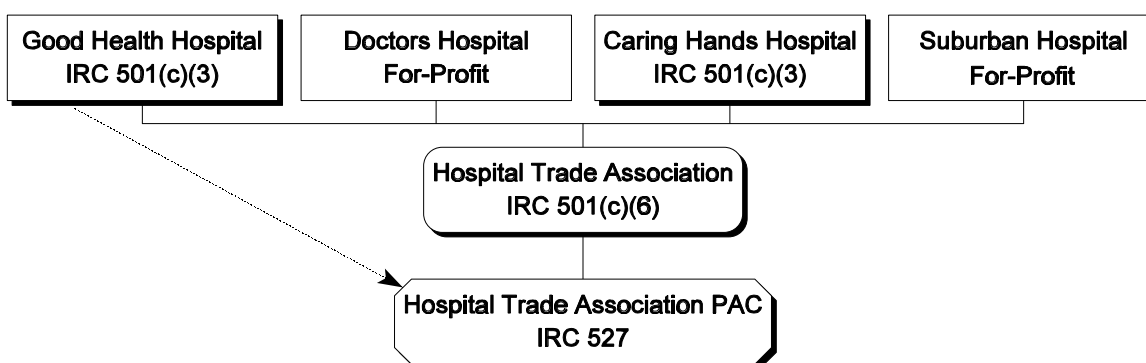 Good Health Hospital
IRC 501(c)(3)
Doctors Hospital
For-Profit
Caring Hands Hospital
IRC 501(c)(3)
Suburban Hospital
For-Profit
Hospital Trade Association
IRC 501(c)(6)
Hospital Trade Association PAC
IRC 527